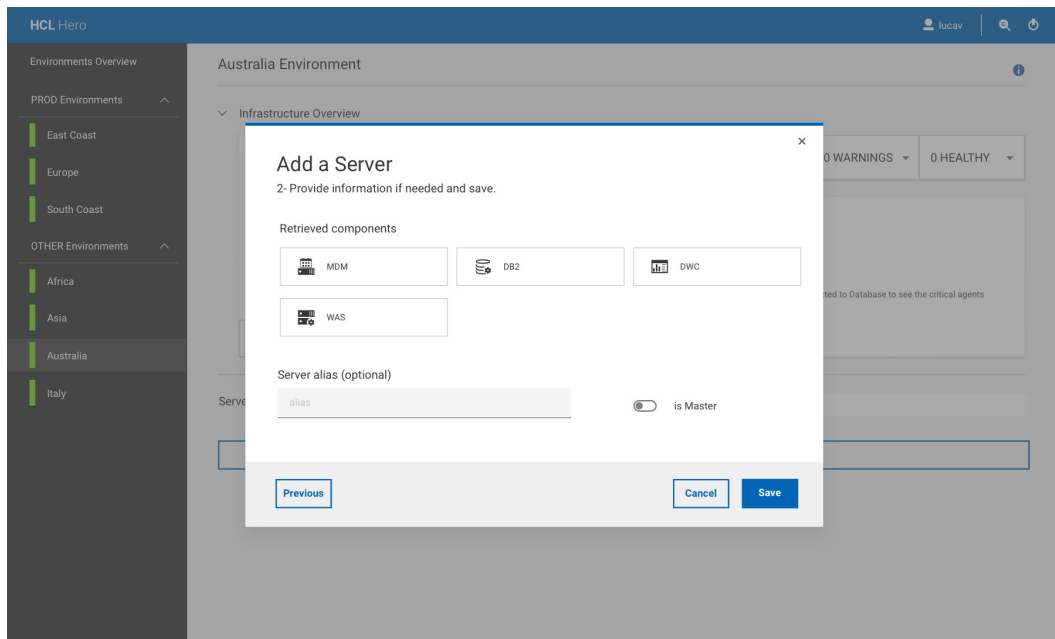 HCL Hero
lucav
Environments Overview
PROD Environments
East Coast
Europe
South Coast
OTHER Environments
Africa
Asia
Australia
Italy
Australia Environment
Infrastructure Overview
0 WARNINGS
0 HEALTHY
to Database to see the critical agents
Add a Server
2- Provide information if needed and save.
Retrieved components
MDM
DB2
DWC
WAS
Server alias (optional)
alias
is Master
Previous
Cancel
Save